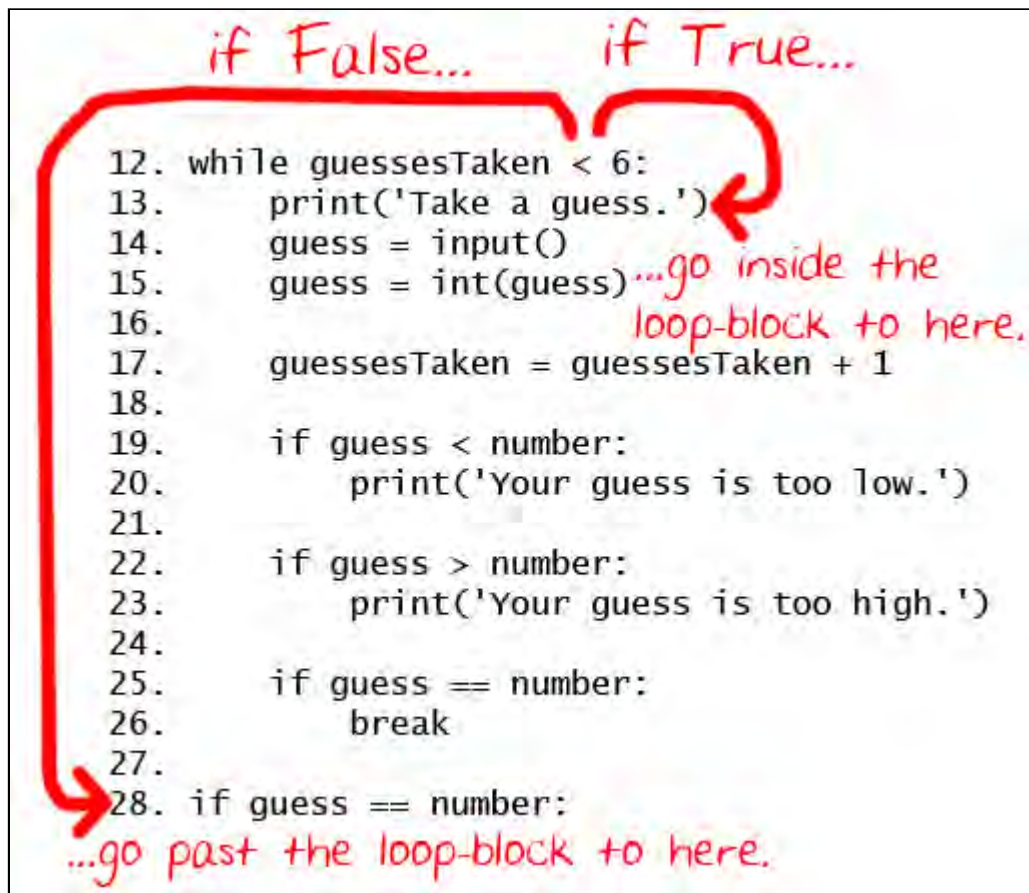 if False... if True...
12. while guessesTaken < 6:
13.     print('Take a guess.')
14.     guess = input()
15.     guess = int(guess)
...go inside the
loop-block to here.
16.
17.     guessesTaken = guessesTaken + 1
18.
19.     if guess < number:
20.         print('Your guess is too low.')
21.
22.     if guess > number:
23.         print('Your guess is too high.')
24.
25.     if guess == number:
26.         break
27.
28. if guess == number:
...go past the loop-block to here.